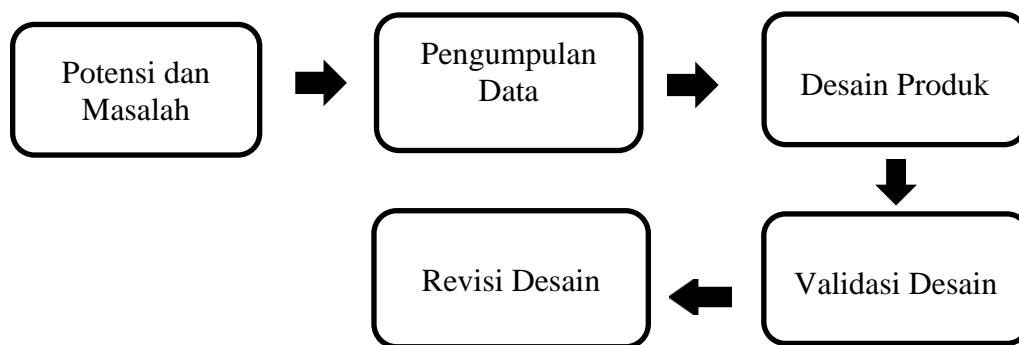 Potensi dan
Masalah
Pengumpulan
Data
Desain Produk
Validasi Desain
Revisi Desain